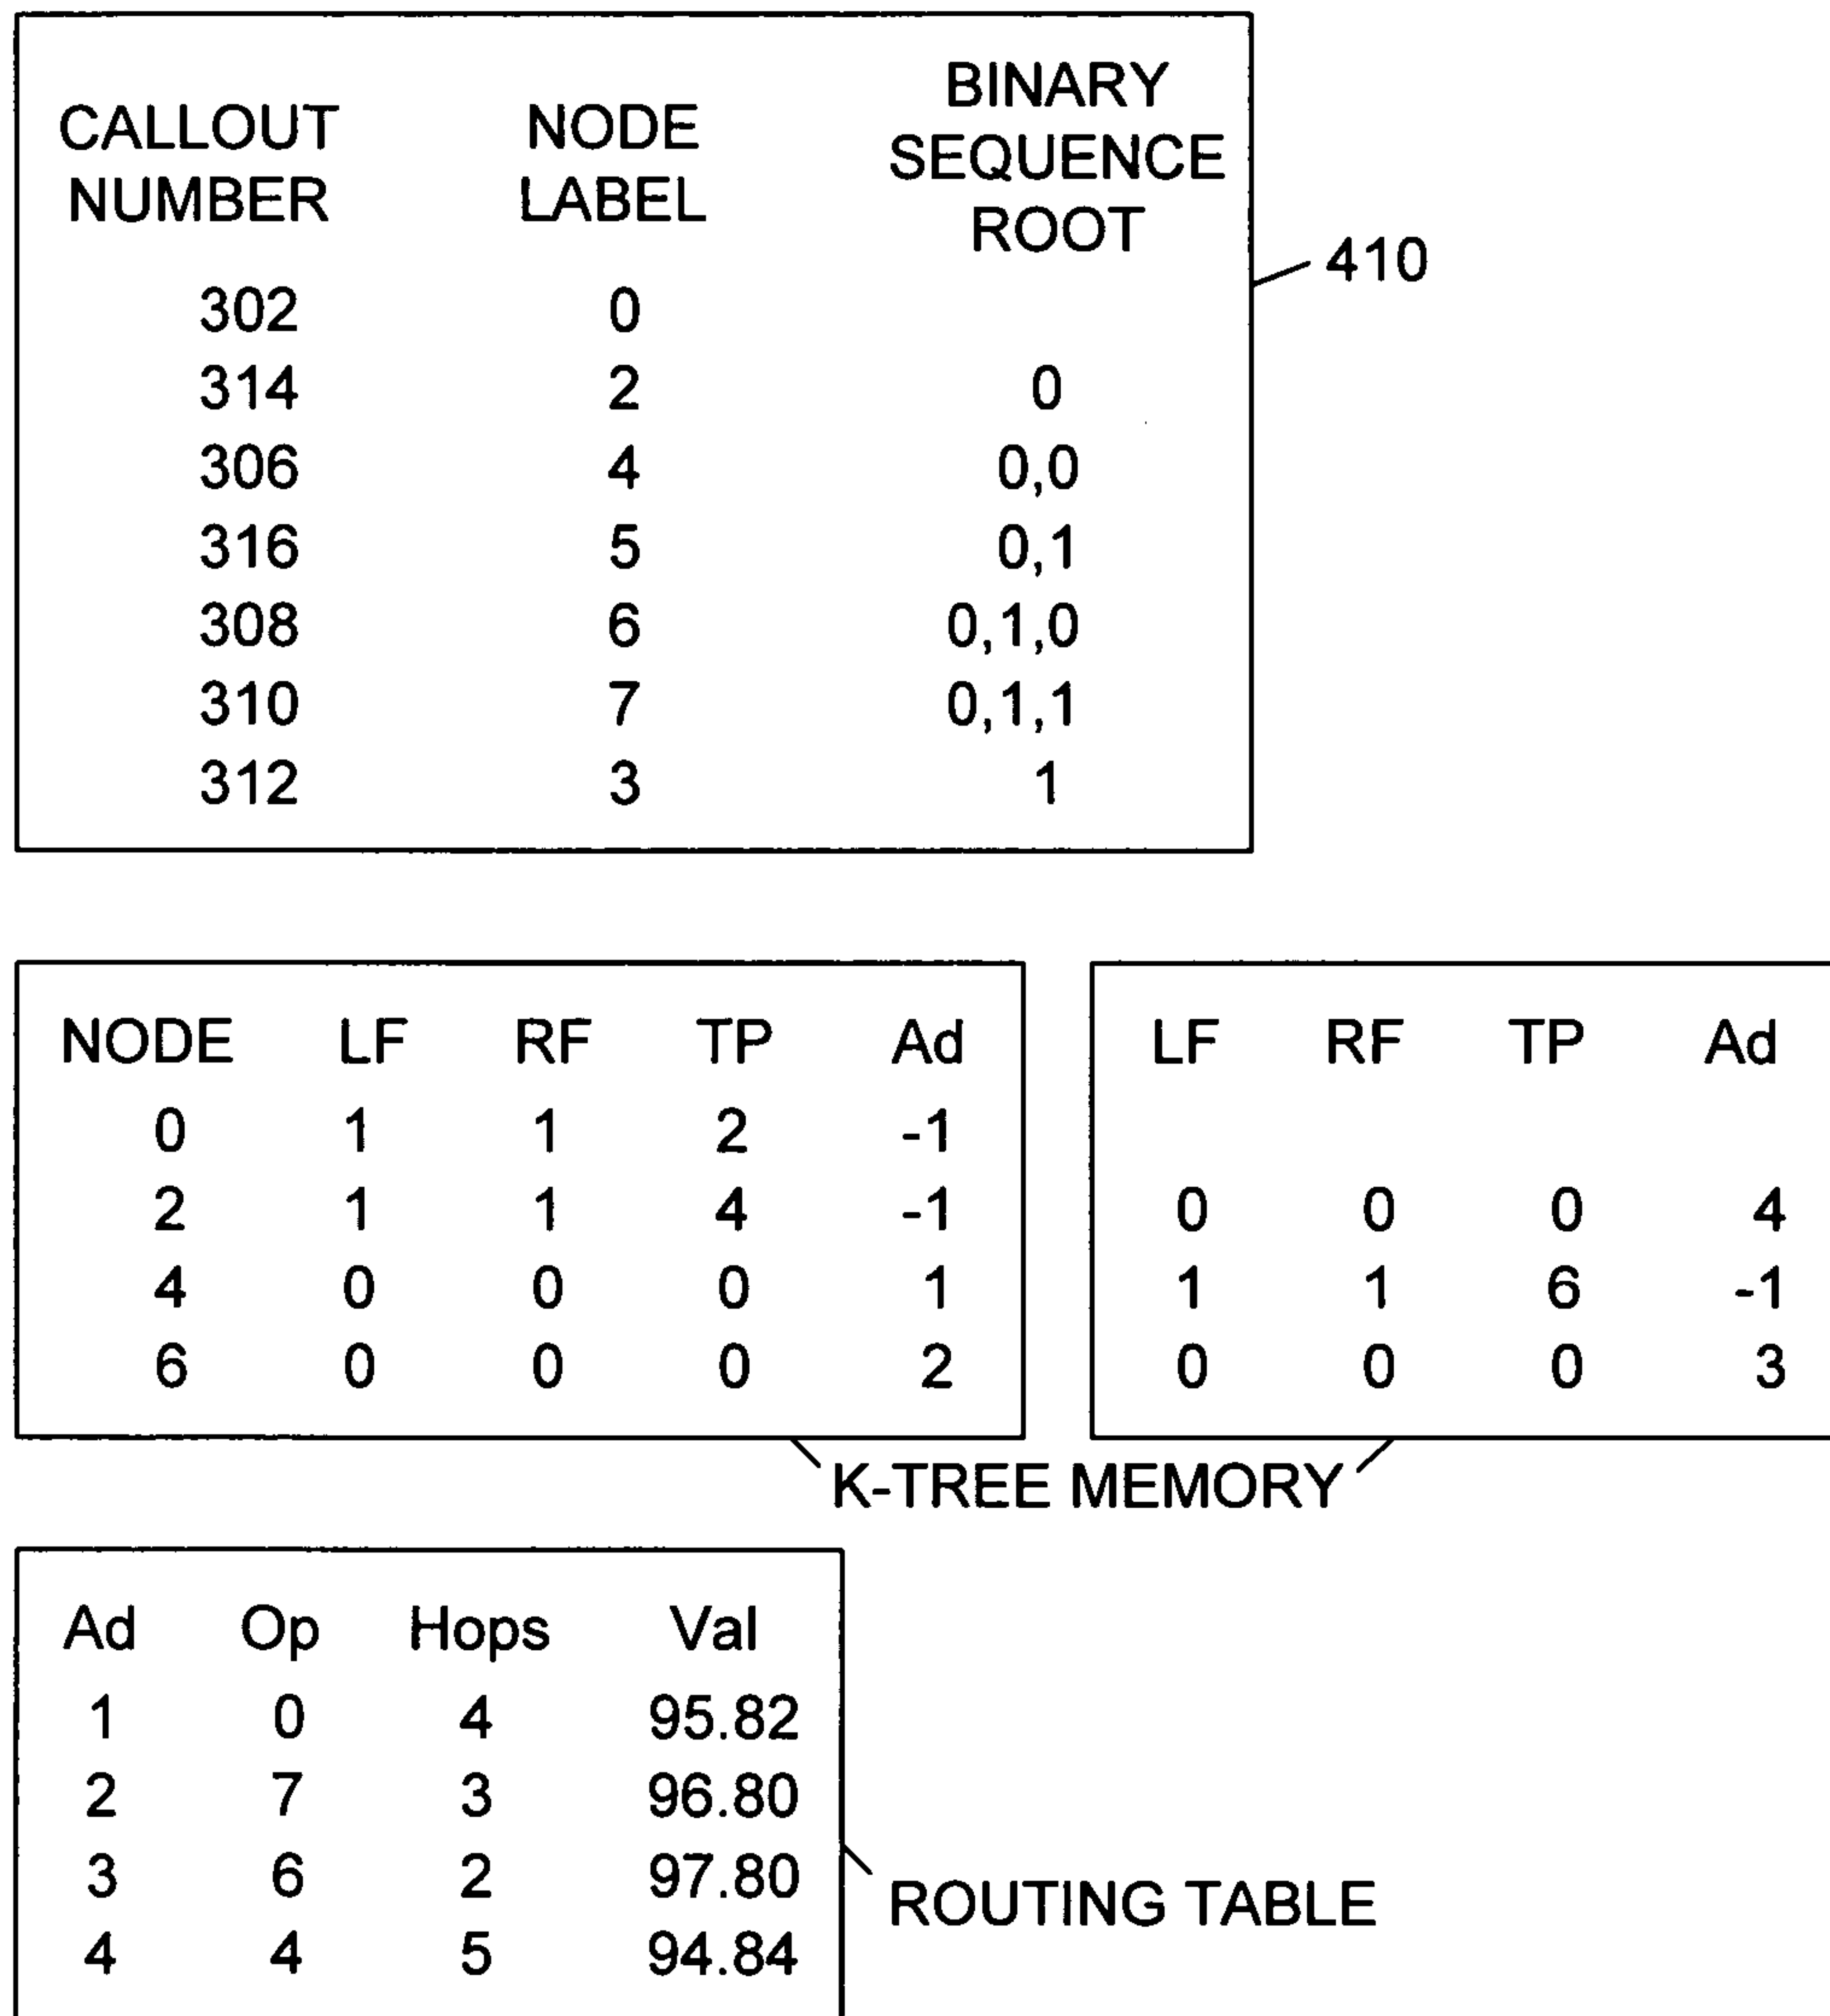 CALLOUT NUMBER NODE LABEL BINARY SEQUENCE ROOT
302 0
314 2 0
306 4 0,0
316 5 0,1
308 6 0,1,0
310 7 0,1,1
312 3 1
410
NODE LF RF TP Ad LF RF TP Ad
0 1 1 2 -1
2 1 1 4 -1 0 0 0 4
4 0 0 0 1 1 1 6 -1
6 0 0 0 2 0 0 0 3
K-TREE MEMORY
Ad Op Hops Val
1 0 4 95.82
2 7 3 96.80
3 6 2 97.80
4 4 5 94.84
ROUTING TABLE